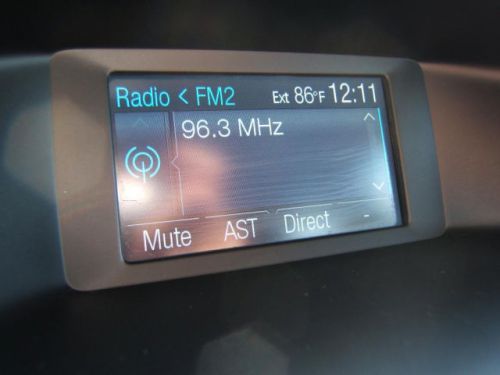 Radio < FM2 Ext 86°F 12:11
96.3 MHz
Mute AST Direct -